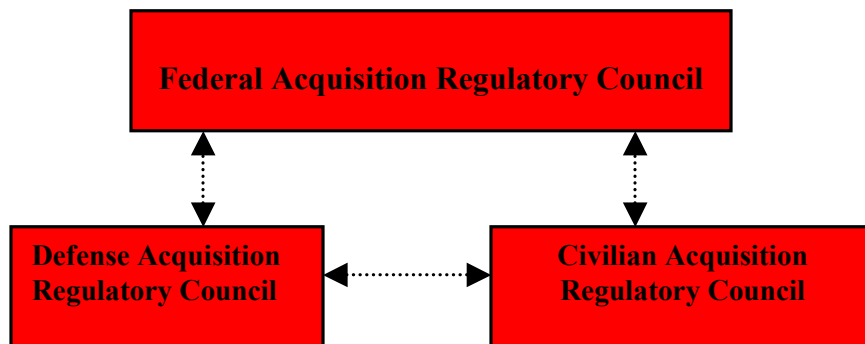 Federal Acquisition Regulatory Council
Defense Acquisition
Regulatory Council
Civilian Acquisition
Regulatory Council